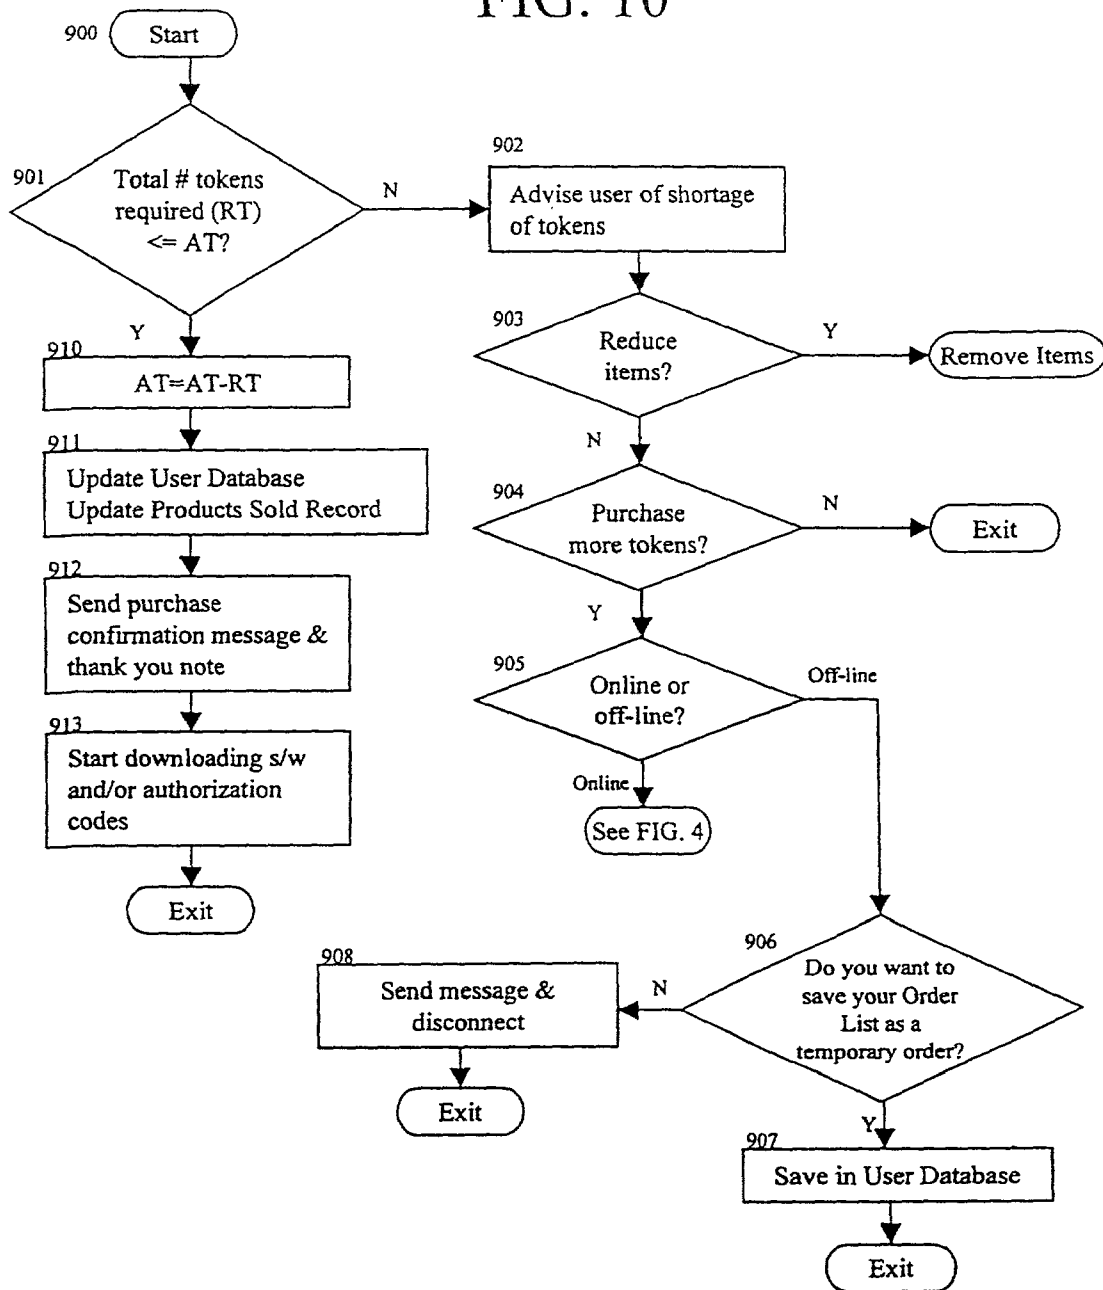 FIG. 10
900
Start
901
Total # tokens
required (RT)
<= AT?
N
902
Advise user of shortage
of tokens
Y
903
Reduce
items?
Y
Remove Items
910
AT=AT-RT
N
911
Update User Database
Update Products Sold Record
904
Purchase
more tokens?
N
Exit
912
Send purchase
confirmation message &
thank you note
Y
905
Online or
off-line?
Off-line
913
Start downloading s/w
and/or authorization
codes
Online
See FIG. 4
Exit
906
Do you want to
save your Order
List as a
temporary order?
N
908
Send message &
disconnect
Exit
Y
907
Save in User Database
Exit